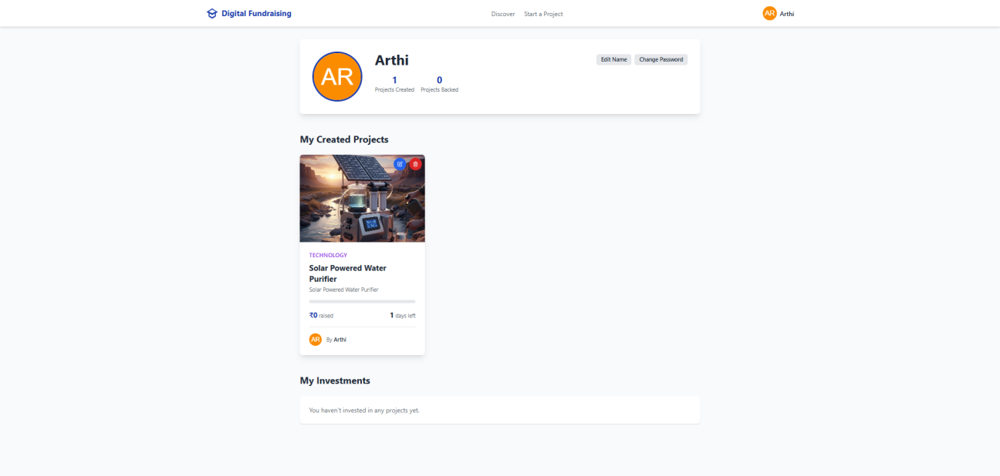 Digital Fundraising
Discover
Start a Project
AR
Arthi
AR
Arthi
1
0
Projects Created
Projects Backed
Edit Name
Change Password
My Created Projects
TECHNOLOGY
Solar Powered Water
Purifier
Solar Powered Water Purifier
₹0 raised
1 days left
AR
By Arthi
My Investments
You haven't invested in any projects yet.